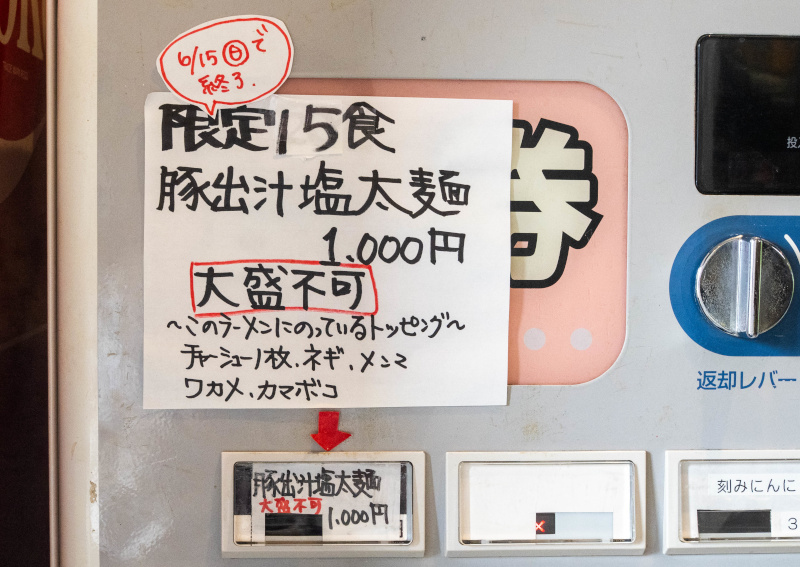 6/15㊐で
終了.
限定15食
豚出汁塩太麺
1.000円
大盛不可
〜このラーメンにのっているトッピング〜
チャーシュー1枚、ネギ、メンマ
ワカメ、カマボコ
券
投入
返却レバー
豚出汁塩太麺
大盛不可
1.000円
刻みにんに
3